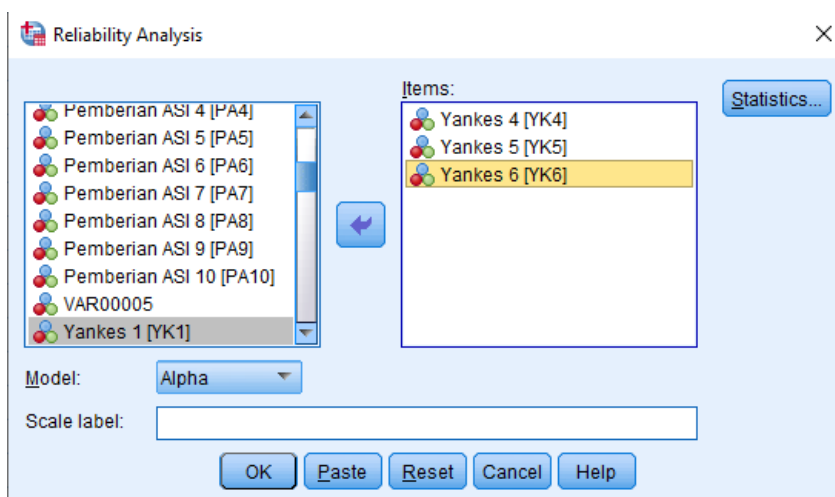 Reliability Analysis
Items:
Pemberian ASI 4 [PA4]
Pemberian ASI 5 [PA5]
Pemberian ASI 6 [PA6]
Pemberian ASI 7 [PA7]
Pemberian ASI 8 [PA8]
Pemberian ASI 9 [PA9]
Pemberian ASI 10 [PA10]
VAR00005
Yankes 1 [YK1]
Yankes 4 [YK4]
Yankes 5 [YK5]
Yankes 6 [YK6]
Statistics...
Model: Alpha
Scale label:
OK Paste Reset Cancel Help